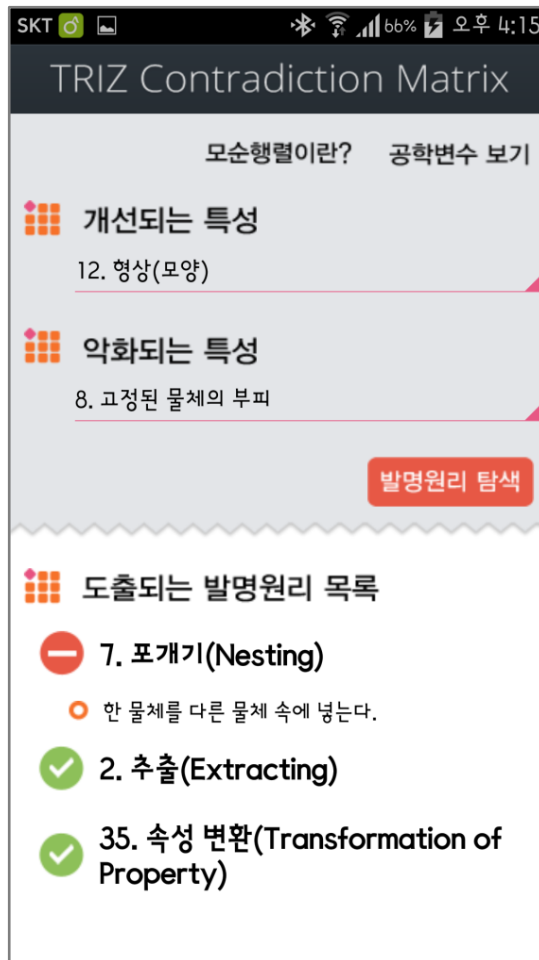 SKT 66% 오후 4:15
TRIZ Contradiction Matrix
모순행렬이란? 공학변수 보기
개선되는 특성
12. 형상(모양)
악화되는 특성
8. 고정된 물체의 부피
발명원리 탐색
도출되는 발명원리 목록
7. 포개기(Nesting)
한 물체를 다른 물체 속에 넣는다.
2. 추출(Extracting)
35. 속성 변환(Transformation of
Property)